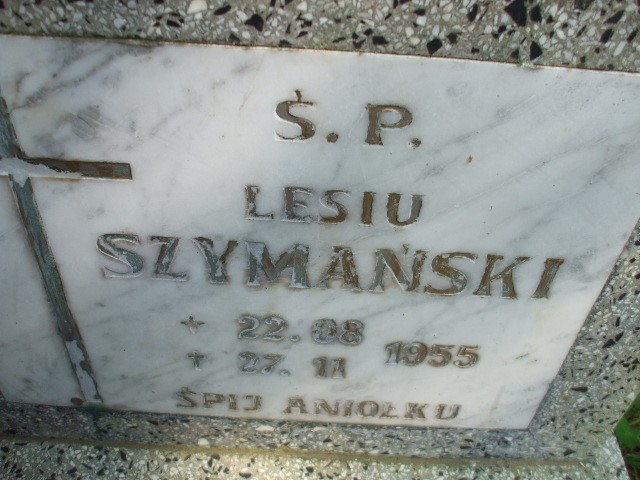 Ś. P.
LESIU
SZYMAŃSKI
* 22. 08
† 27. 11 1955
ŚPIJ ANIOŁKU